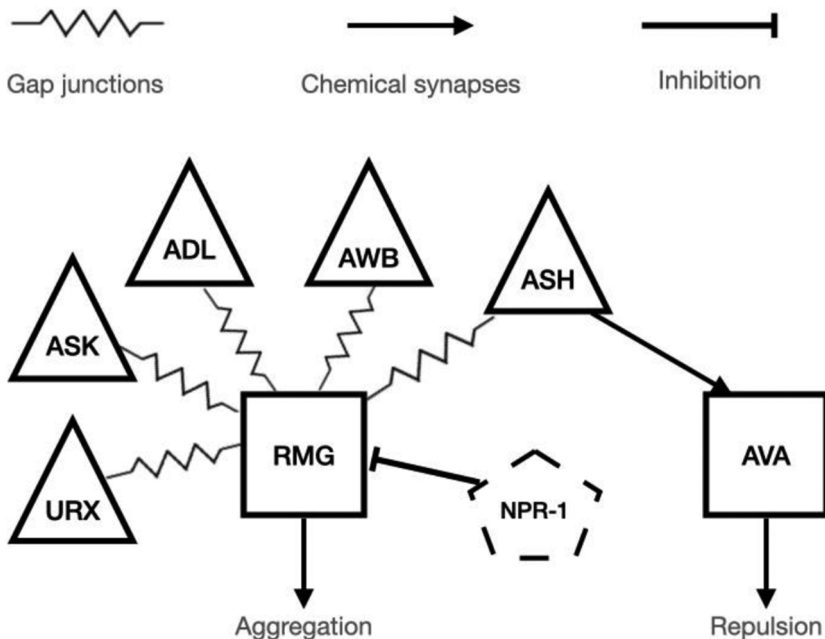 Gap junctions
Chemical synapses
Inhibition
ADL
AWB
ASH
ASK
RMG
AVA
URX
NPR-1
Aggregation
Repulsion